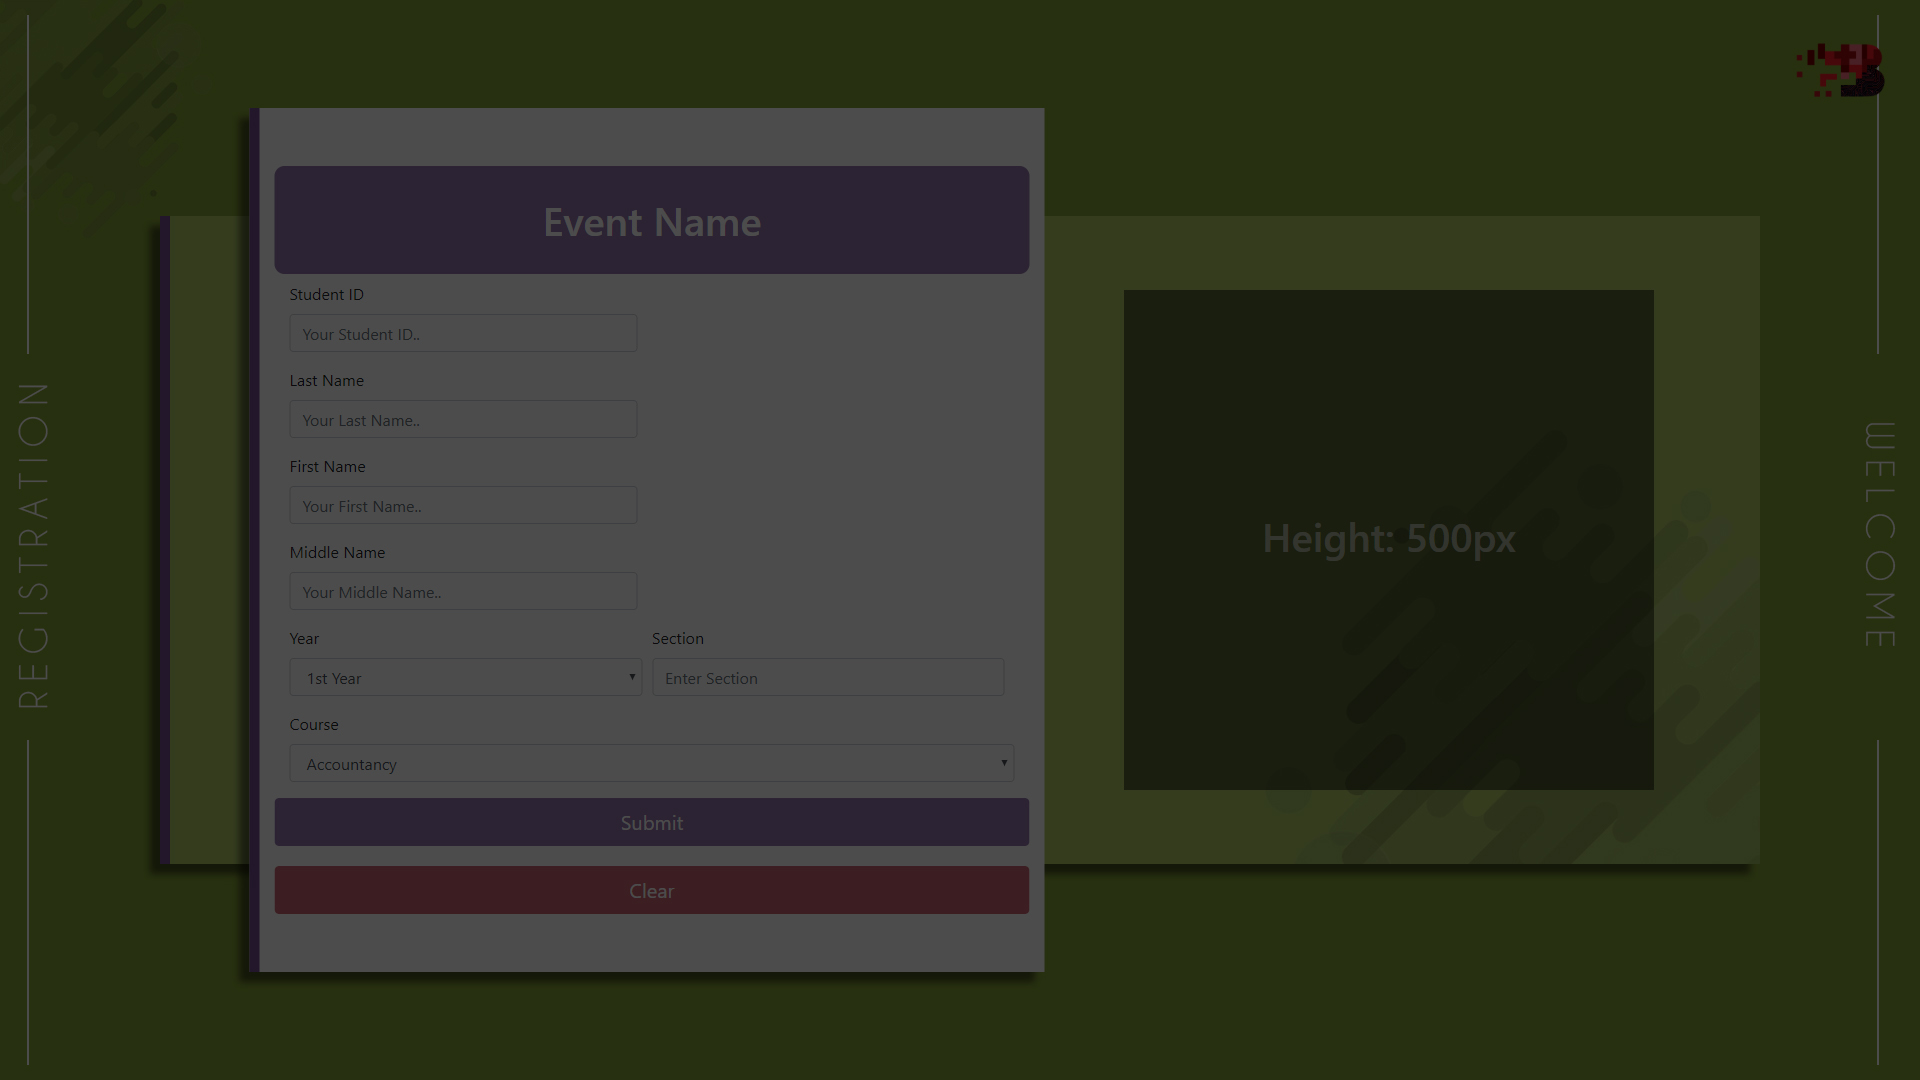 REGISTRATION
Event Name
Student ID
Your Student ID..
Last Name
Your Last Name..
First Name
Your First Name..
Middle Name
Your Middle Name..
Year
Section
1st Year
Enter Section
Course
Accountancy
Submit
Clear
Height: 500px
WELCOME
B